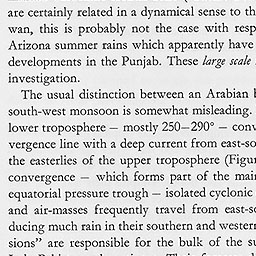 are certainly related in a dynamical sense to th
wan, this is probably not the case with resp
Arizona summer rains which apparently have
developments in the Punjab. These large scale
investigation.
The usual distinction between an Arabian b
south-west monsoon is somewhat misleading.
lower troposphere — mostly 250—290° — conv
vergence line with a deep current from east-so
the easterlies of the upper troposphere (Figur
convergence — which forms part of the mai
equatorial pressure trough — isolated cyclonic
and air-masses frequently travel from east-so
ducing much rain in their southern and western
sions” are responsible for the bulk of the su